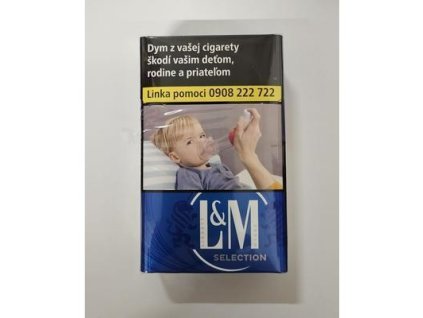 Dym z vašej cigarety
škodí vašim deťom,
rodine a priateľom
Linka pomoci 0908 222 722
L&M
SELECTION